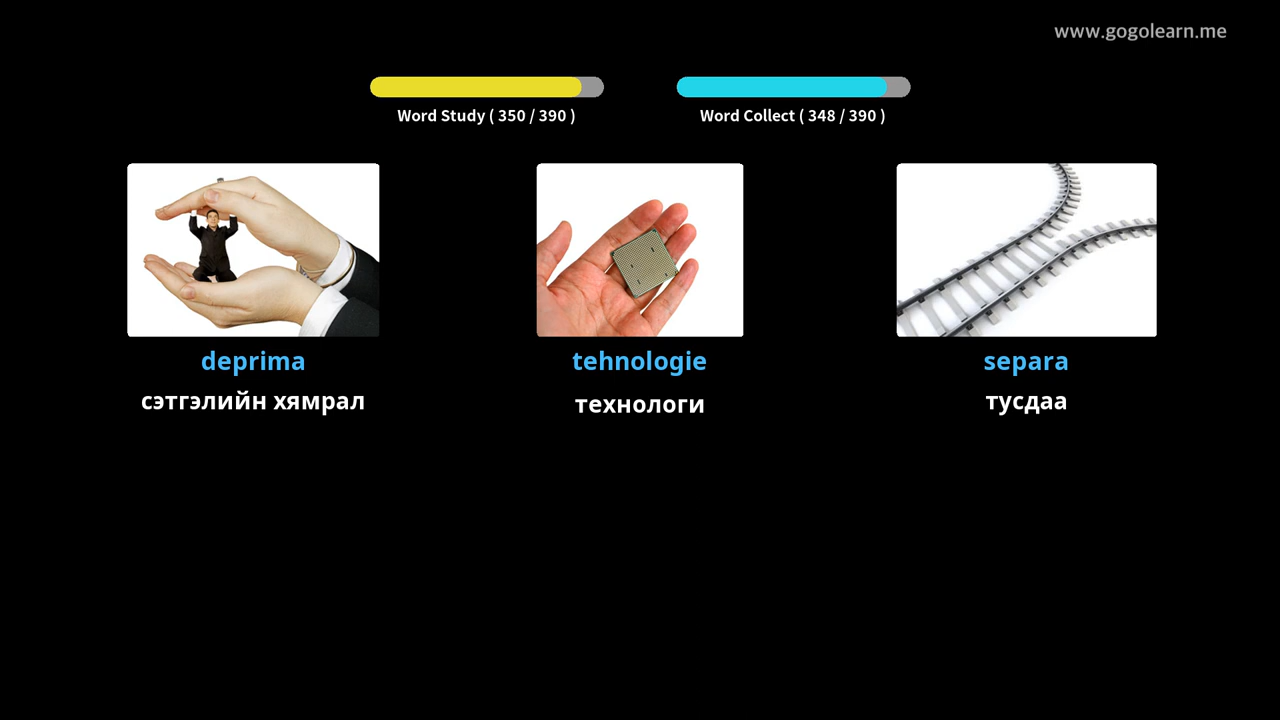 www.gogolearn.me
Word Study ( 350 / 390 )
Word Collect ( 348 / 390 )
deprima
tehnologie
separa
сэтгэлийн хямрал
технологи
тусдаа